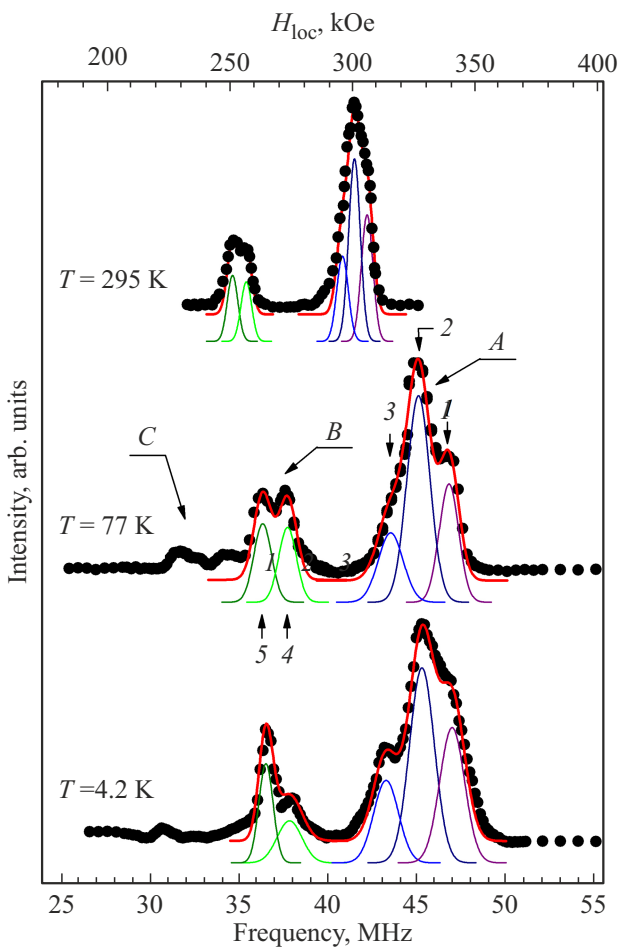 H_loc, kOe
200 250 300 350 400
T = 295 K
2
A
3 1
C B
T = 77 K
1 2 3
5 4
T =4.2 K
25 30 35 40 45 50 55
Frequency, MHz
Intensity, arb. units